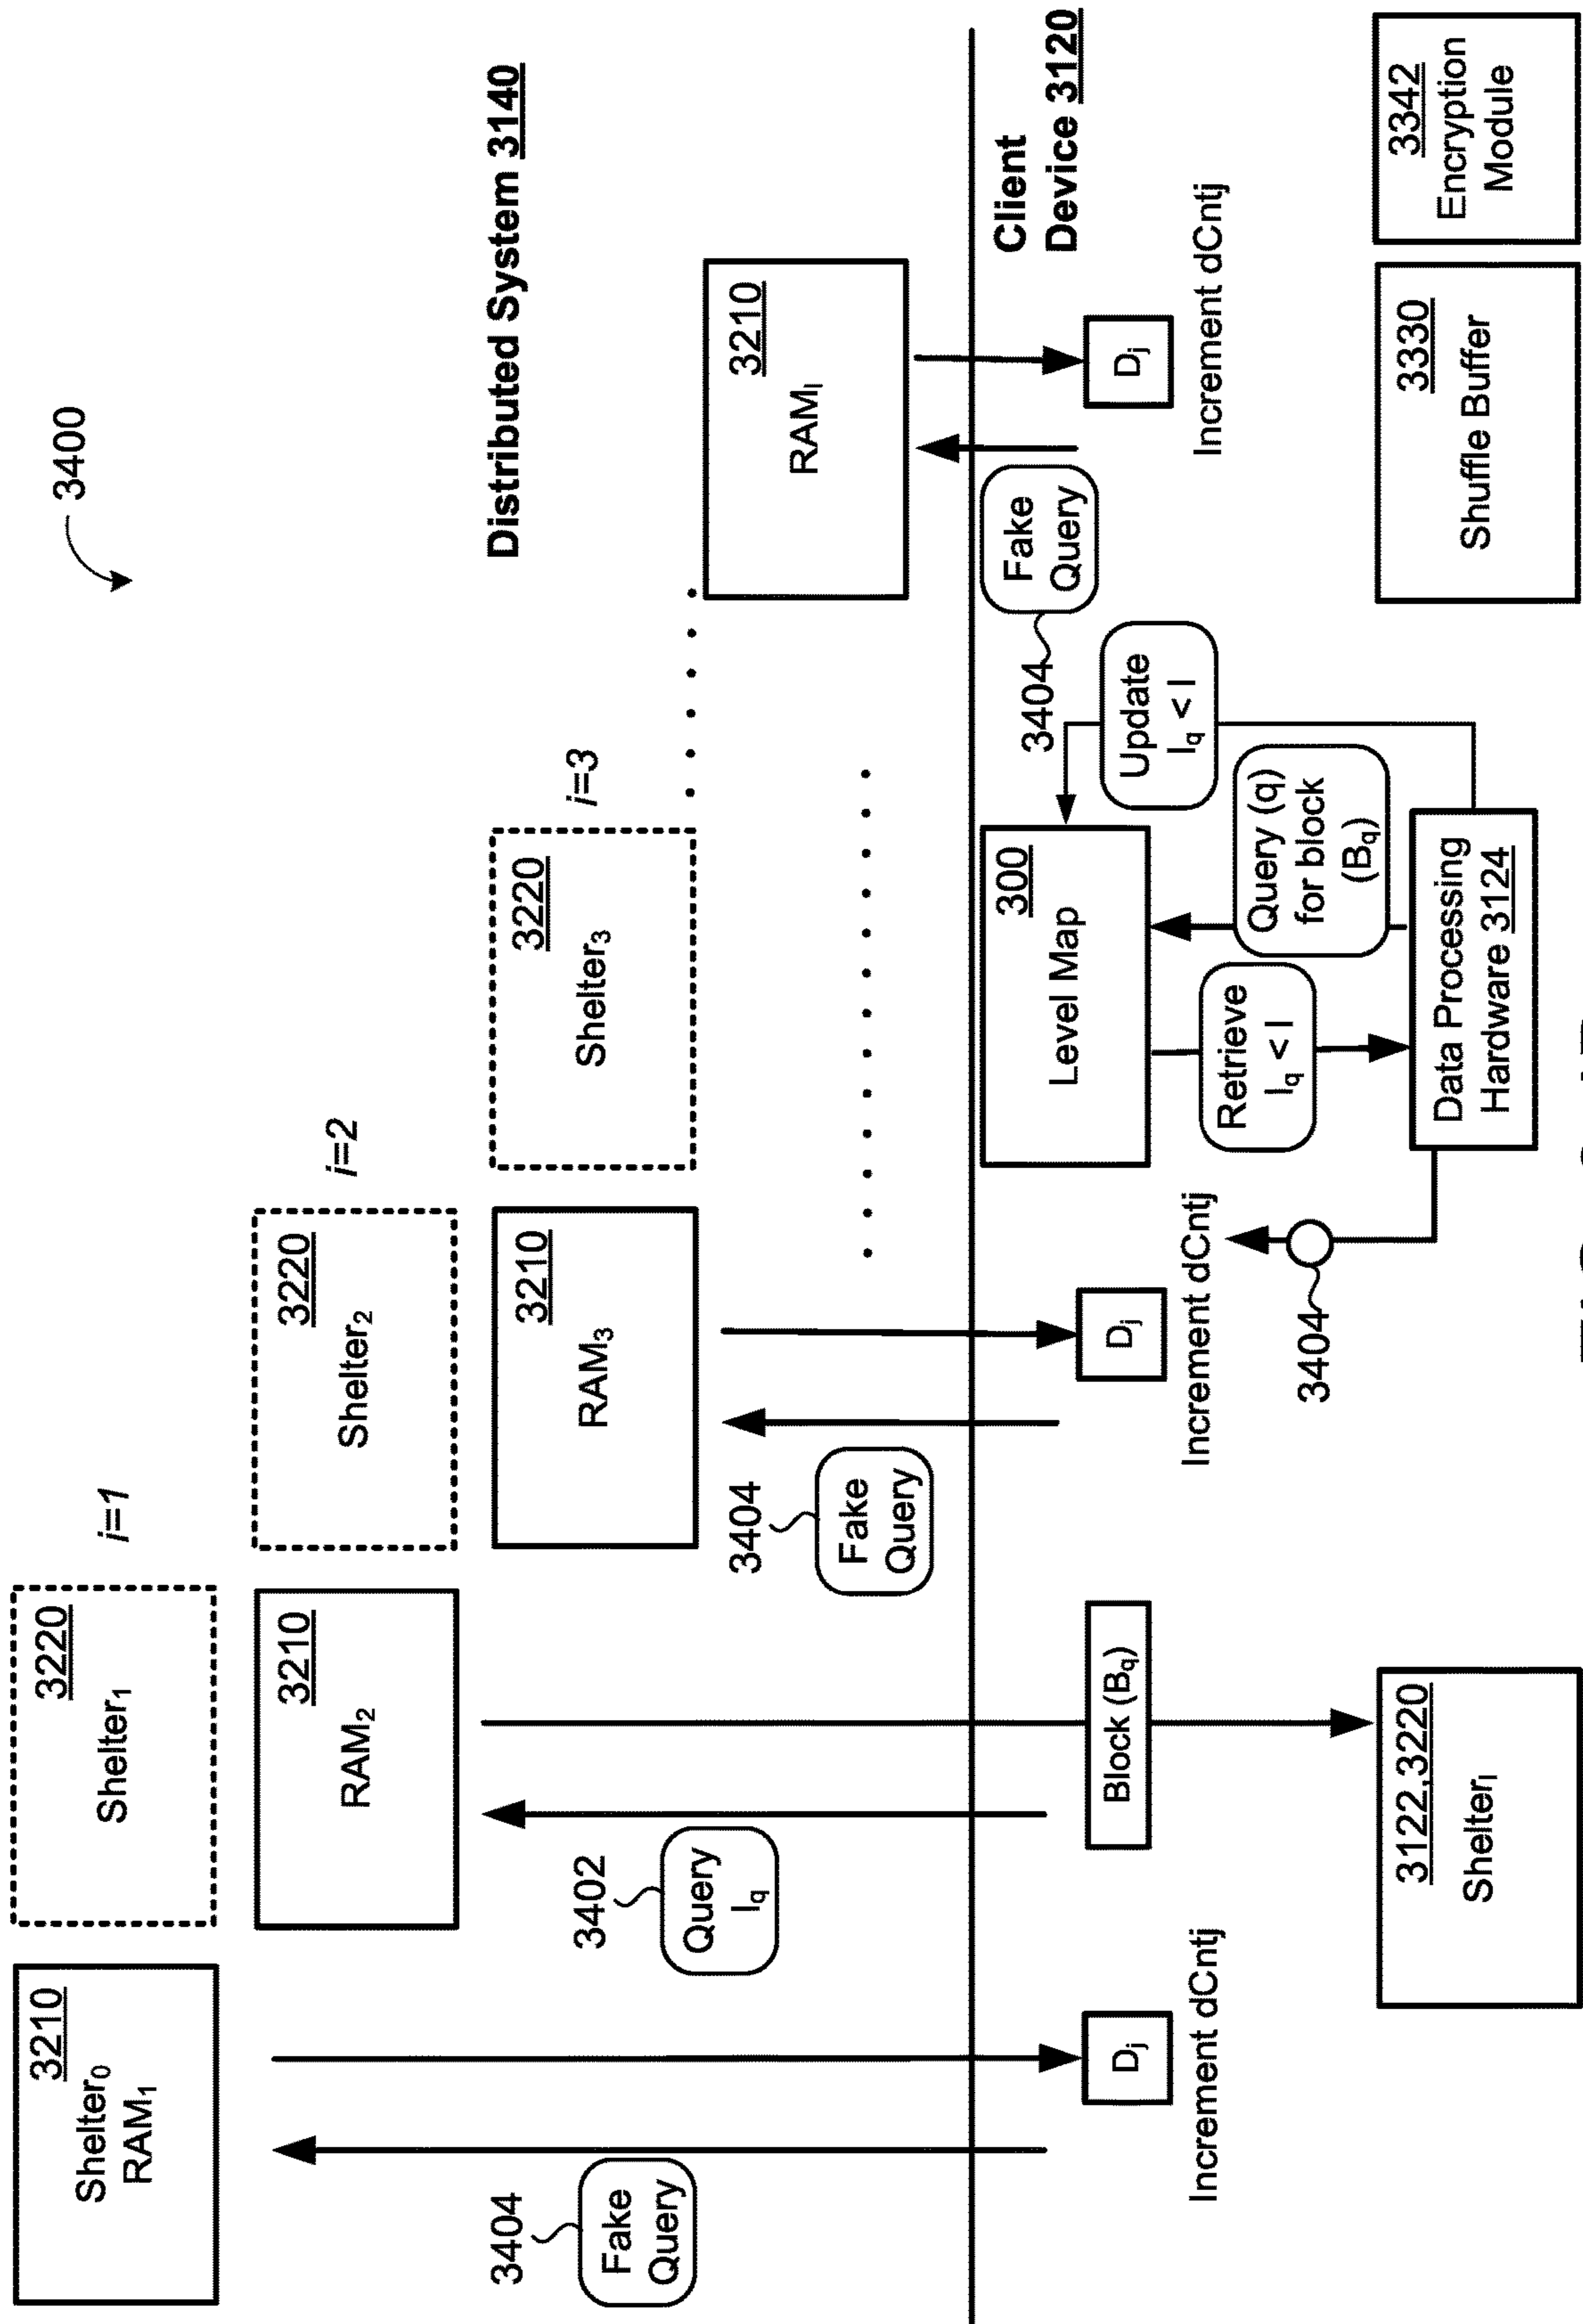 3400
3210
Shelter₀
RAM₁
3220
Shelter₁
i=1
3210
RAM₂
3220
Shelter₂
i=2
3210
RAM₃
3220
Shelter₃
i=3
Distributed System 3140
3210
RAMₗ
3404
Fake
Query
3402
Query
lq
3404
Fake
Query
3404
Fake
Query
Client
Device 3120
Dj
Increment dCntj
Block (Bq)
Dj
Increment dCntj
Dj
Increment dCntj
300
Level Map
Retrieve
lq < l
Query (q)
for block
(Bq)
Update
lq < l
3404
Data Processing
Hardware 3124
3122,3220
Shelterₗ
3330
Shuffle Buffer
3342
Encryption
Module